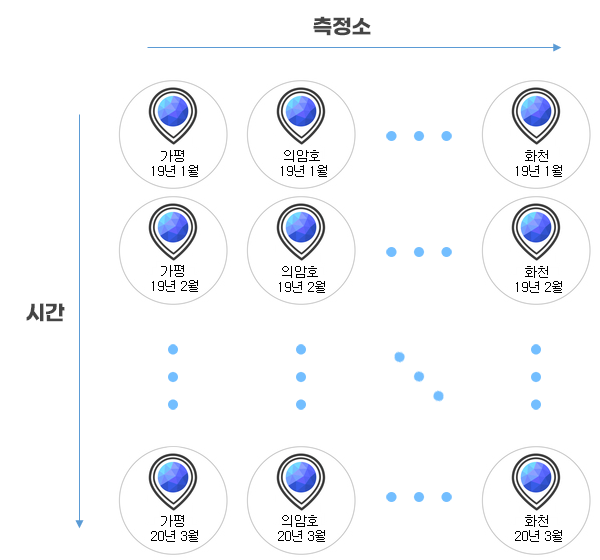 측정소
가평
19년 1월
의암호
19년 1월
화천
19년 1월
가평
19년 2월
의암호
19년 2월
화천
19년 2월
시간
가평
20년 3월
의암호
20년 3월
화천
20년 3월